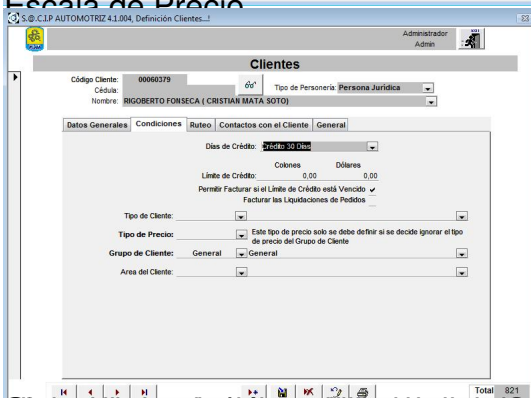 Escala de Precio
S.@.C.I.P AUTOMOTRIZ 4.1.004, Definición Clientes...!
Administrador
Admin
Clientes
Código Cliente: 00060379
Cédula:
Tipo de Personería: Persona Jurídica
Nombre: RIGOBERTO FONSECA ( CRISTIAN MATA SOTO)
Datos Generales Condiciones Ruteo Contactos con el Cliente General
Días de Crédito: Crédito 30 Días
Colones Dólares
Límite de Crédito: 0,00 0,00
Permitir Facturar si el Límite de Crédito está Vencido
Facturar las Liquidaciones de Pedidos
Tipo de Cliente:
Tipo de Precio: Este tipo de precio solo se debe definir si se decide ignorar el tipo
de precio del Grupo de Cliente
Grupo de Cliente: General General
Area del Cliente:
Total 821